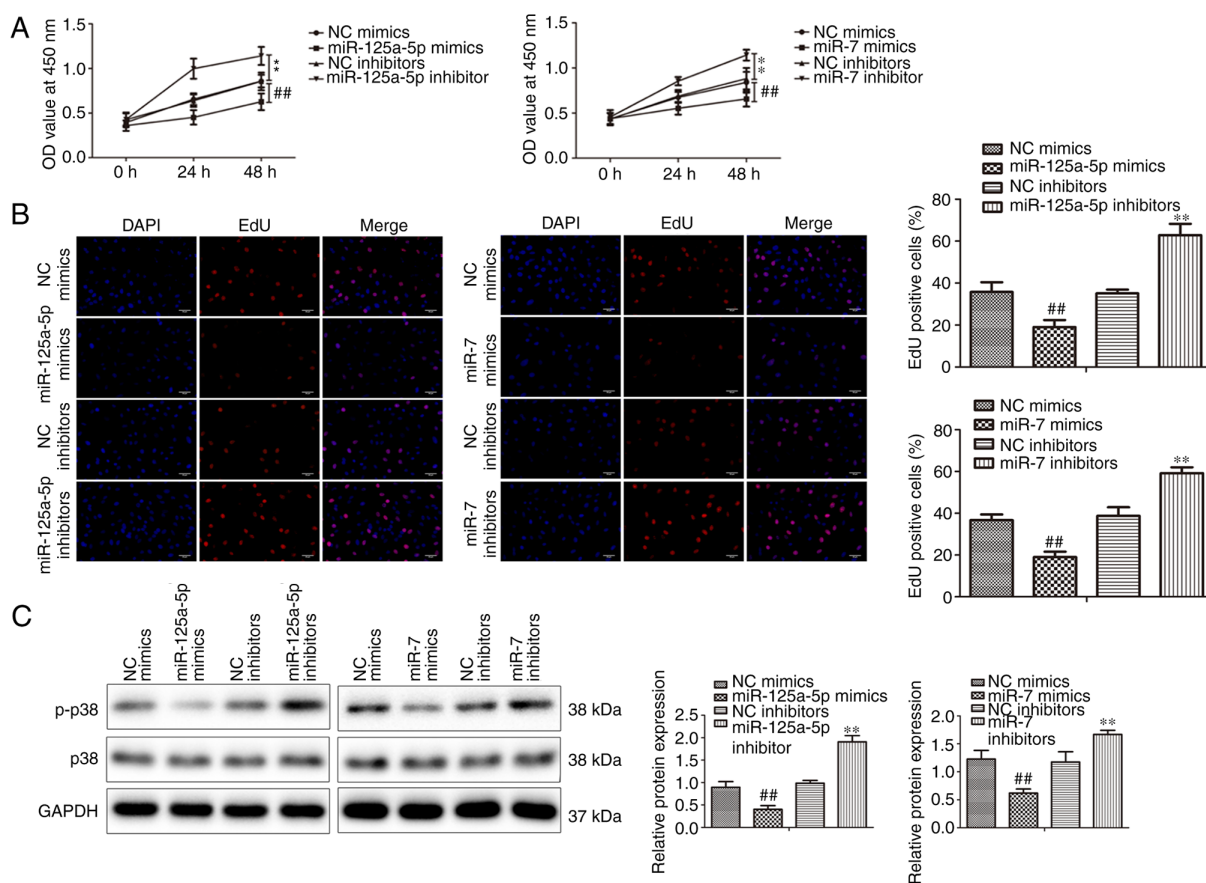 A
OD value at 450 nm
1.5
1.0
0.5
0.0
0 h
24 h
48 h
NC mimics
miR-125a-5p mimics
NC inhibitors
miR-125a-5p inhibitor
**
##
OD value at 450 nm
1.5
1.0
0.5
0.0
0 h
24 h
48 h
NC mimics
miR-7 mimics
NC inhibitors
miR-7 inhibitor
**
##
B
DAPI
EdU
Merge
NC
mimics
miR-125a-5p
mimics
NC
inhibitors
miR-125a-5p
inhibitors
DAPI
EdU
Merge
NC
mimics
miR-7
mimics
NC
inhibitors
miR-7
inhibitors
NC mimics
miR-125a-5p mimics
NC inhibitors
miR-125a-5p inhibitors
EdU positive cells (%)
80
60
40
20
0
##
**
NC mimics
miR-7 mimics
NC inhibitors
miR-7 inhibitors
EdU positive cells (%)
80
60
40
20
0
##
**
C
NC
mimics
miR-125a-5p
mimics
NC
inhibitors
miR-125a-5p
inhibitors
NC mimics
miR-7
mimics
NC
inhibitors
miR-7
inhibitors
p-p38
38 kDa
p38
38 kDa
GAPDH
37 kDa
NC mimics
miR-125a-5p mimics
NC inhibitors
miR-125a-5p
inhibitor
Relative protein expression
2.5
2.0
1.5
1.0
0.5
0.0
##
**
NC mimics
miR-7 mimics
NC inhibitors
miR-7
inhibitors
Relative protein expression
2.0
1.5
1.0
0.5
0.0
##
**